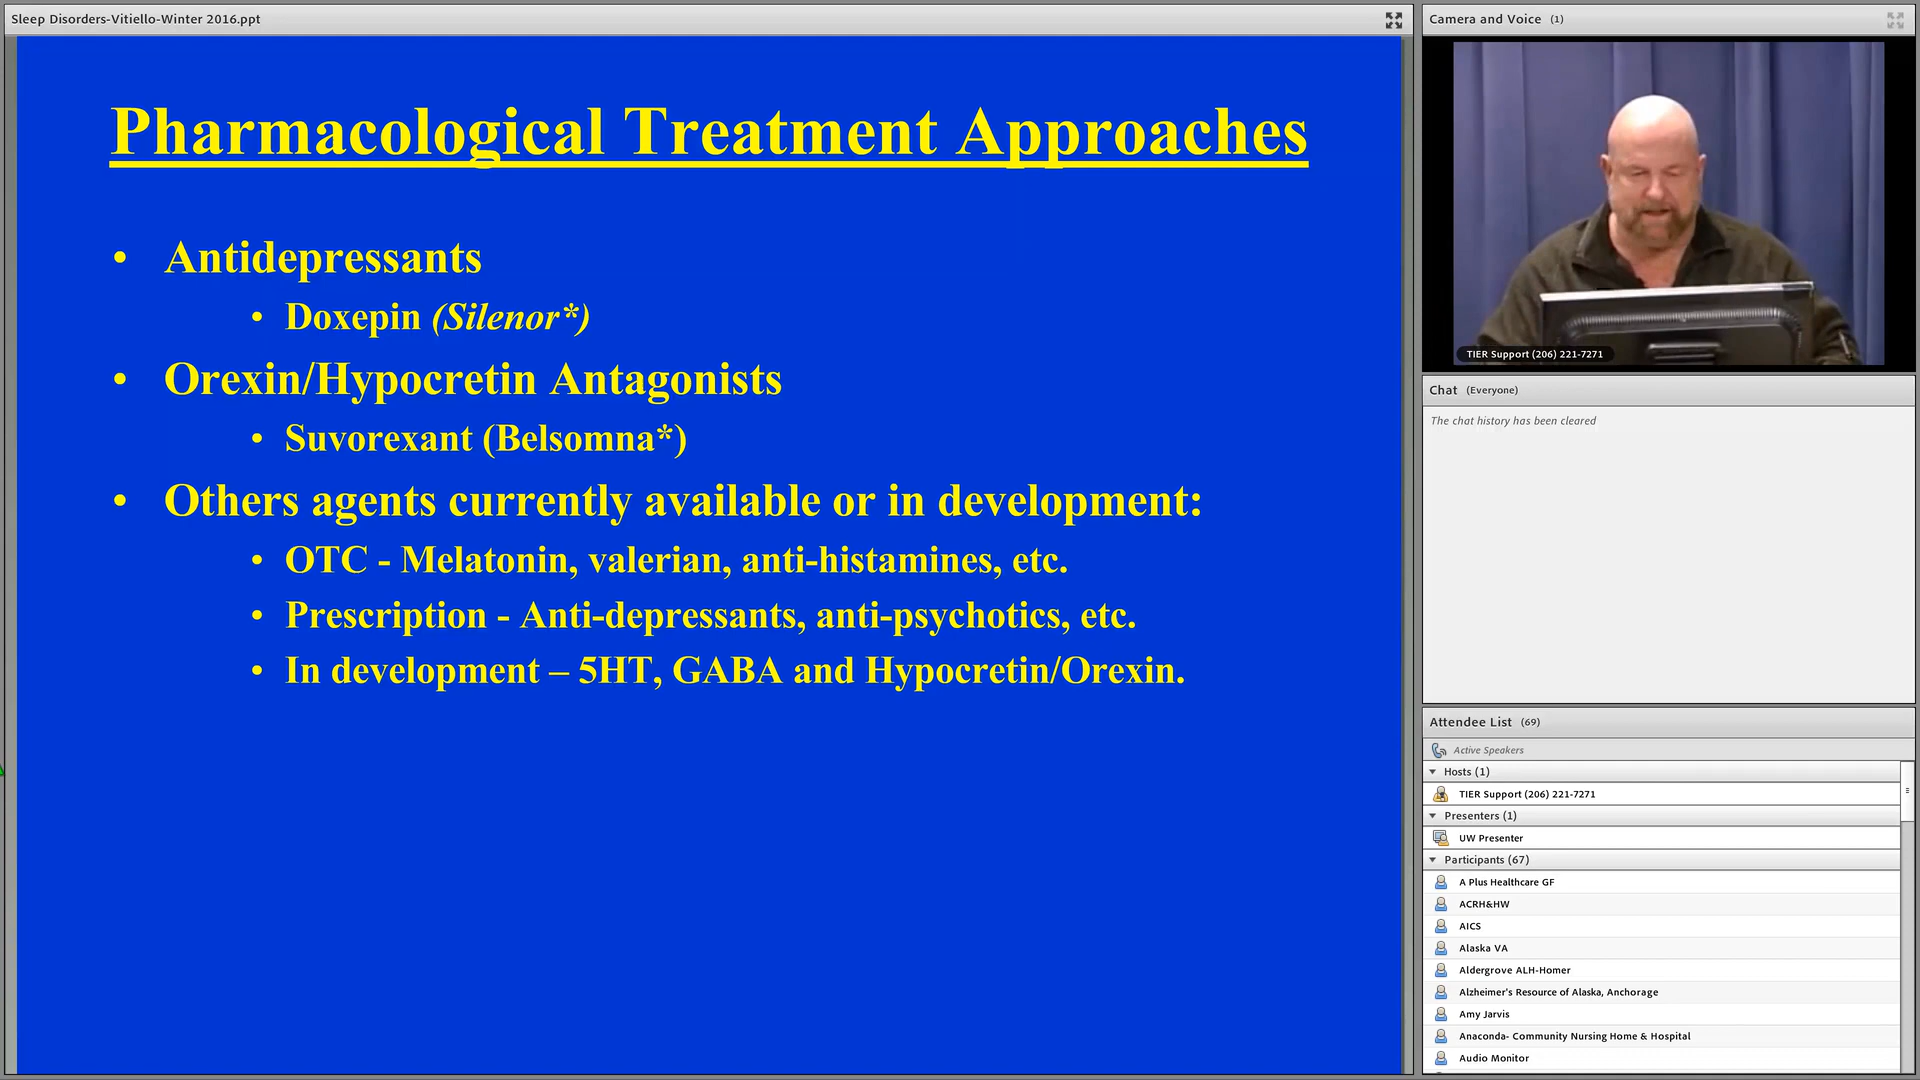 Sleep Disorders-Vitiello-Winter 2016.ppt
Pharmacological Treatment Approaches
• Antidepressants
• Doxepin (Silenor*)
• Orexin/Hypocretin Antagonists
• Suvorexant (Belsomna*)
• Others agents currently available or in development:
• OTC - Melatonin, valerian, anti-histamines, etc.
• Prescription - Anti-depressants, anti-psychotics, etc.
• In development – 5HT, GABA and Hypocretin/Orexin.
Camera and Voice (1)
TIER Support (206) 221-7271
Chat (Everyone)
The chat history has been cleared
Attendee List (69)
Active Speakers
Hosts (1)
TIER Support (206) 221-7271
Presenters (1)
UW Presenter
Participants (67)
A Plus Healthcare GF
ACRH&HW
AICS
Alaska VA
Aldergrove ALH-Homer
Alzheimer's Resource of Alaska, Anchorage
Amy Jarvis
Anaconda- Community Nursing Home & Hospital
Audio Monitor